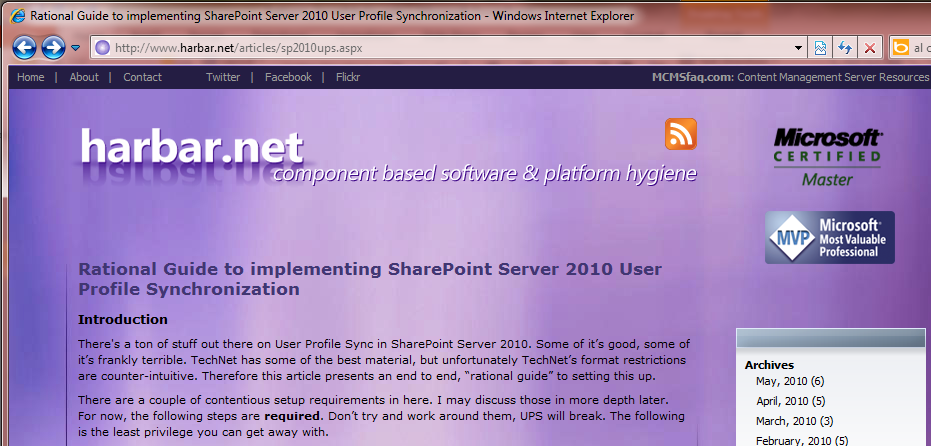 Rational Guide to implementing SharePoint Server 2010 User Profile Synchronization - Windows Internet Explorer
http://www.harbar.net/articles/sp2010ups.aspx
al c
Home | About | Contact Twitter | Facebook | Flickr MCMSfaq.com: Content Management Server Resources
harbar.net
component based software & platform hygiene
Microsoft
CERTIFIED
Master
MVP
Microsoft
Most Valuable
Professional
Rational Guide to implementing SharePoint Server 2010 User
Profile Synchronization
Introduction
There's a ton of stuff out there on User Profile Sync in SharePoint Server 2010. Some of it's good, some of
it's frankly terrible. TechNet has some of the best material, but unfortunately TechNet's format restrictions
are counter-intuitive. Therefore this article presents an end to end, “rational guide” to setting this up.
There are a couple of contentious setup requirements in here. I may discuss those in more depth later.
For now, the following steps are required. Don't try and work around them, UPS will break. The following
is the least privilege you can get away with.
Archives
May, 2010 (6)
April, 2010 (5)
March, 2010 (3)
February, 2010 (5)